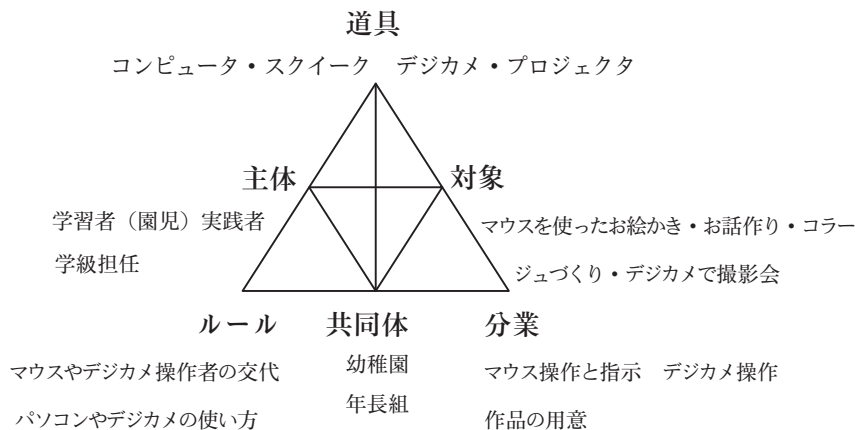 道具
コンピュータ・スクイーク　デジカメ・プロジェクタ
主体
対象
学習者（園児）実践者
学級担任
マウスを使ったお絵かき・お話作り・コラー
ジュづくり・デジカメで撮影会
ルール
共同体
分業
マウスやデジカメ操作者の交代
パソコンやデジカメの使い方
幼稚園
年長組
マウス操作と指示　デジカメ操作
作品の用意